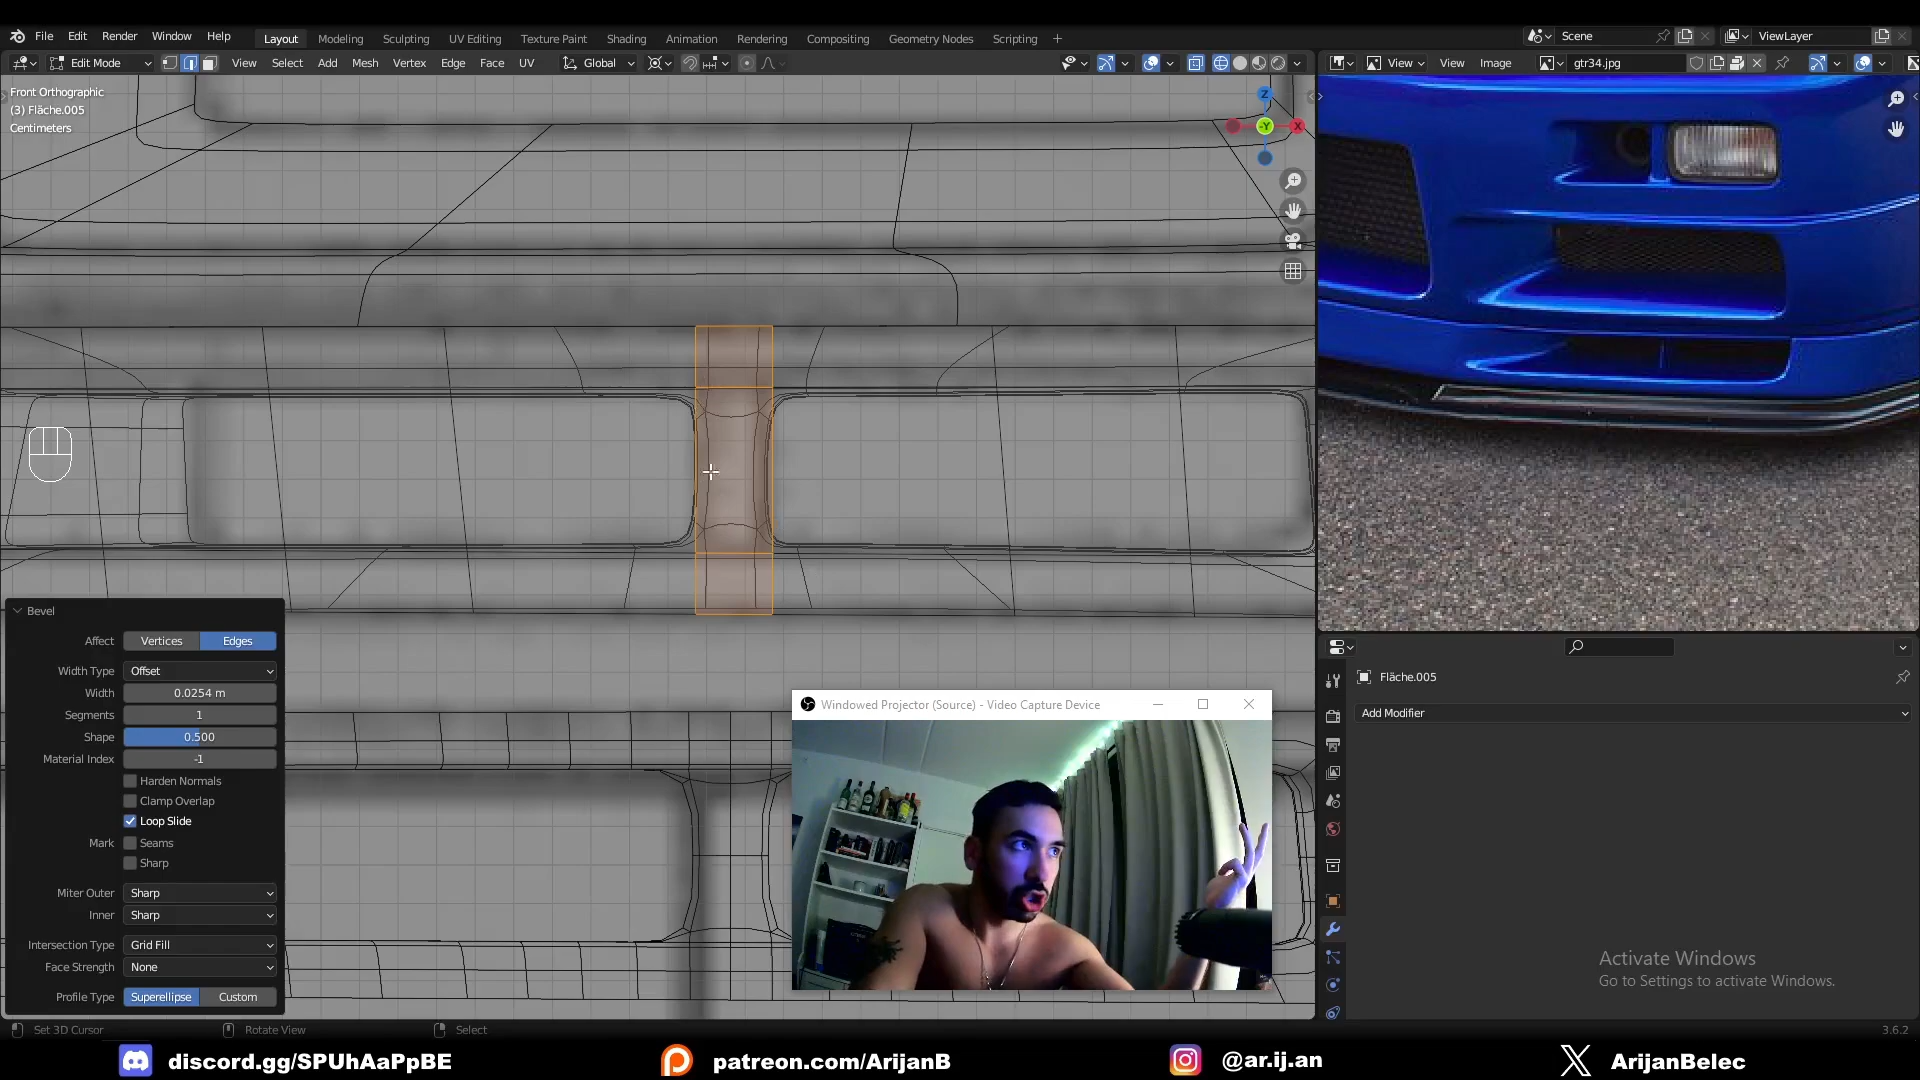 File Edit Render Window Help
Layout Modeling Sculpting UV Editing Texture Paint Shading Animation Rendering Compositing Geometry Nodes Scripting +
Scene
ViewLayer
Edit Mode
View Select Add Mesh Vertex Edge Face UV
Global
View View Image
gtr34.jpg
Front Orthographic
(3) Fläche.005
Centimeters
Z
-Y
X
Bevel
Affect Vertices Edges
Width Type Offset
Width 0.0254 m
Segments 1
Shape 0.500
Material Index -1
Harden Normals
Clamp Overlap
Loop Slide
Mark Seams
Sharp
Miter Outer Sharp
Inner Sharp
Intersection Type Grid Fill
Face Strength None
Profile Type Superellipse Custom
Windowed Projector (Source) - Video Capture Device
Fläche.005
Add Modifier
Activate Windows
Go to Settings to activate Windows.
Set 3D Cursor Rotate View Select
3.6.2
discord.gg/SPUhAaPpBE
patreon.com/ArijanB
@ar.ij.an
ArijanBelec